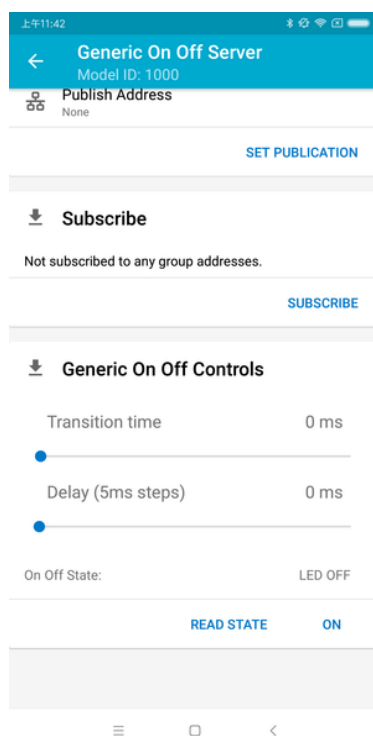 上午11:42
Generic On Off Server
Model ID: 1000
Publish Address
None
SET PUBLICATION
Subscribe
Not subscribed to any group addresses.
SUBSCRIBE
Generic On Off Controls
Transition time 0 ms
Delay (5ms steps) 0 ms
On Off State: LED OFF
READ STATE ON